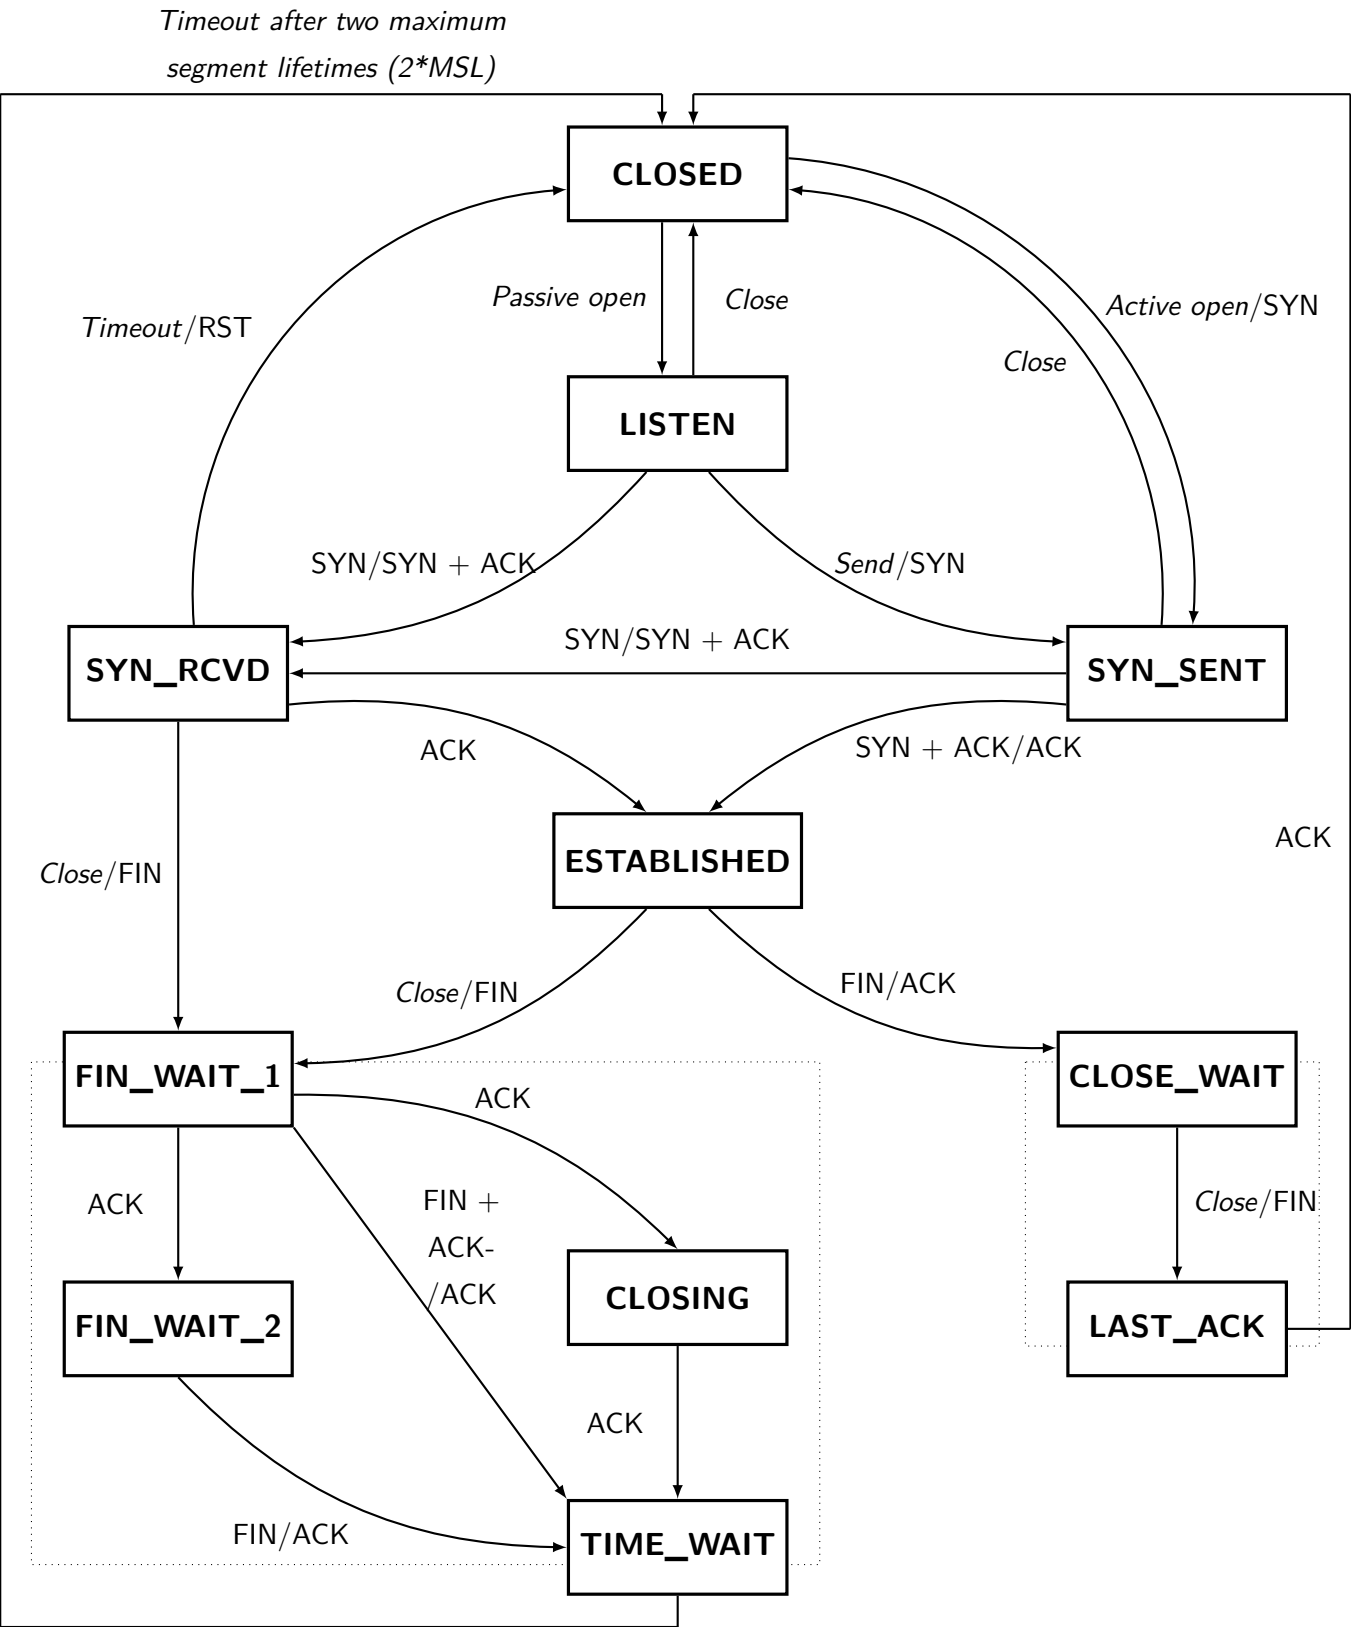 Timeout after two maximum
segment lifetimes (2*MSL)
CLOSED
Passive open
Close
Active open/SYN
Timeout/RST
Close
LISTEN
SYN/SYN + ACK
Send/SYN
SYN/SYN + ACK
SYN_RCVD
SYN_SENT
ACK
SYN + ACK/ACK
ACK
ESTABLISHED
Close/FIN
Close/FIN
FIN/ACK
FIN_WAIT_1
CLOSE_WAIT
ACK
ACK
FIN +
ACK-
/ACK
Close/FIN
CLOSING
FIN_WAIT_2
LAST_ACK
ACK
FIN/ACK
TIME_WAIT